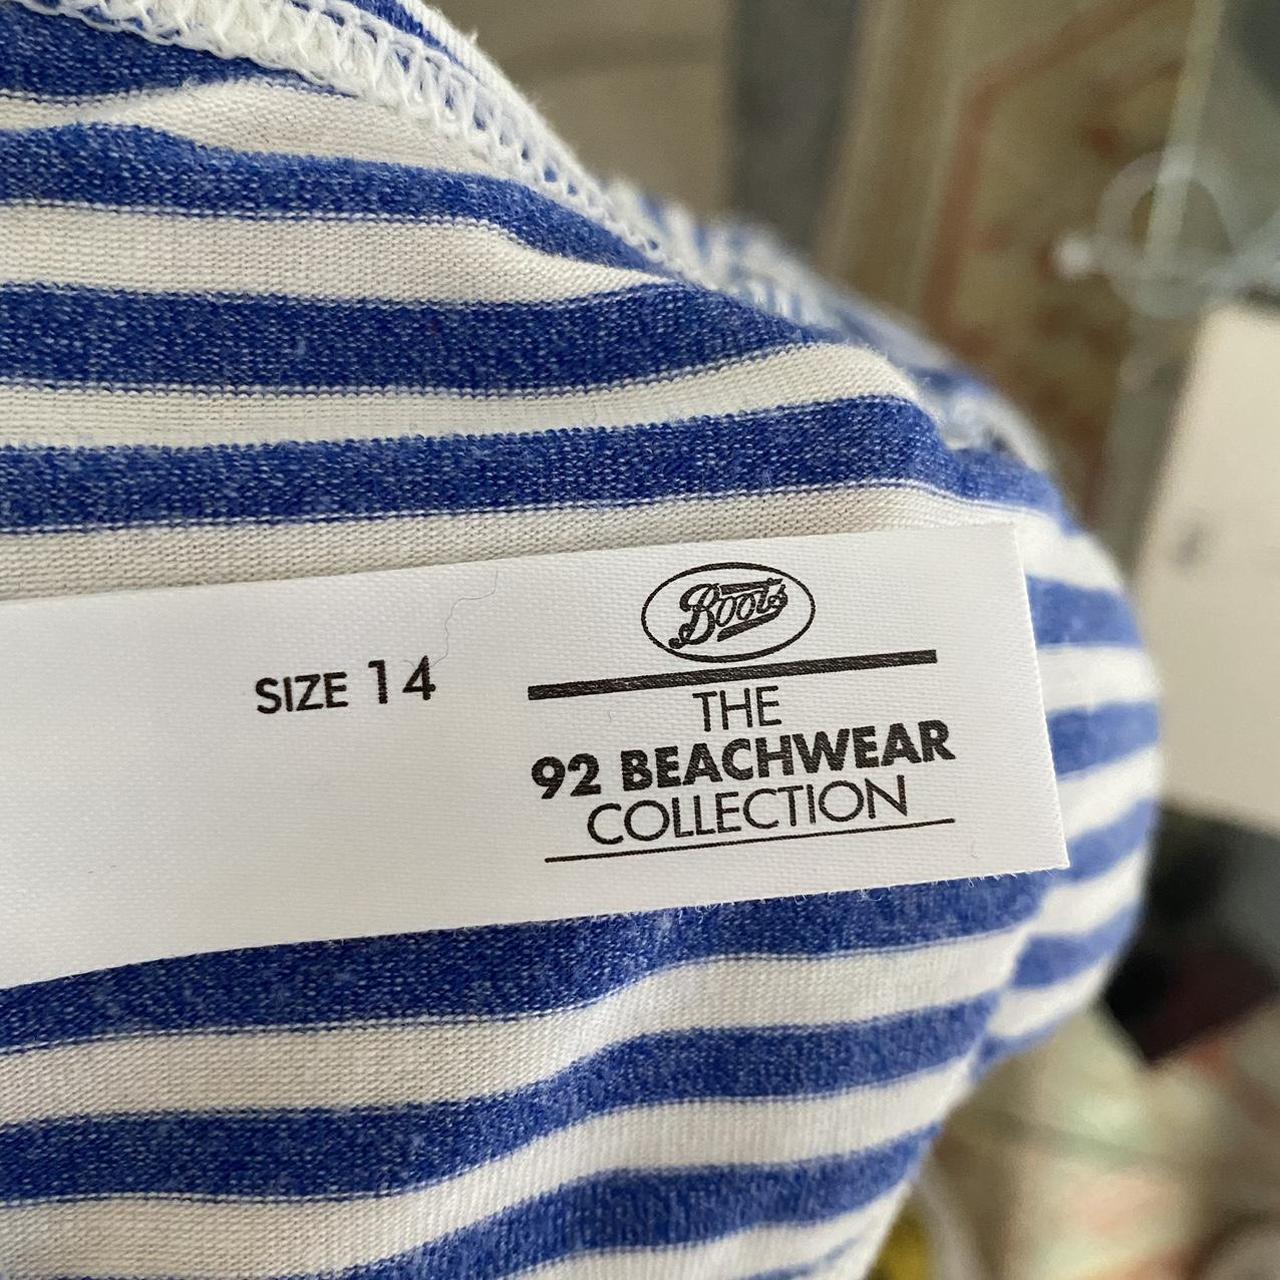 Boots
SIZE 14
THE
92 BEACHWEAR
COLLECTION